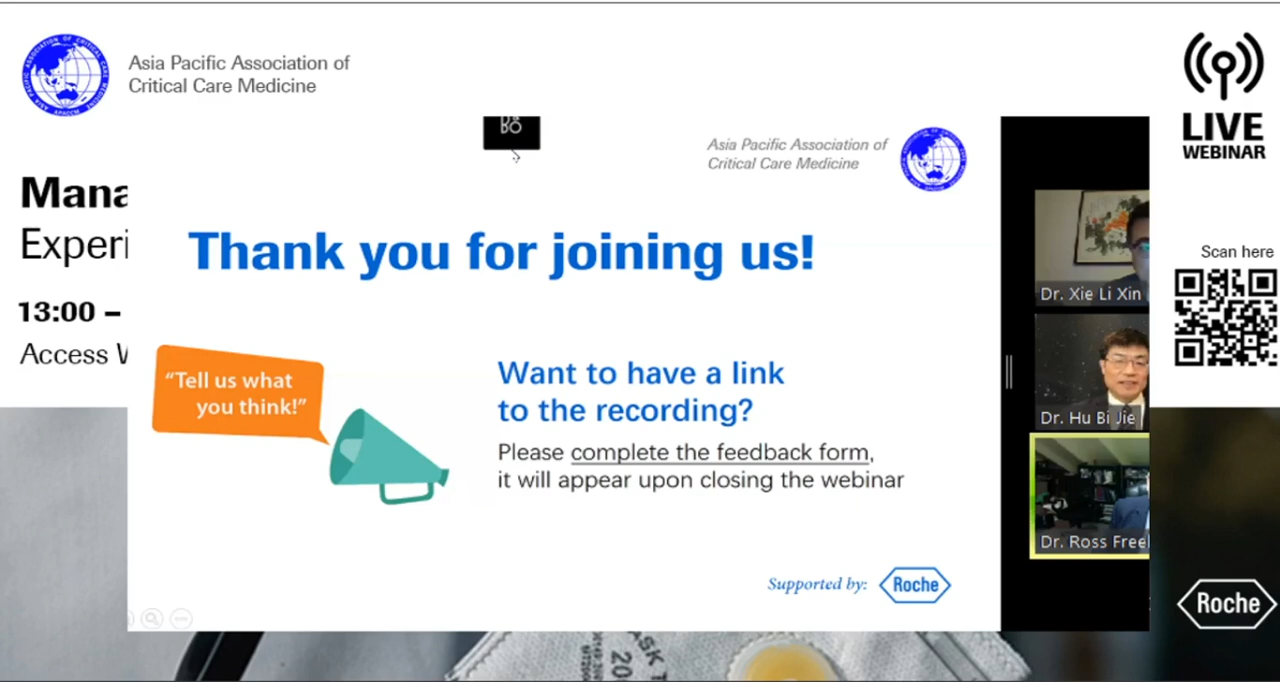 Asia Pacific Association of
Critical Care Medicine
LIVE
WEBINAR
Asia Pacific Association of
Critical Care Medicine
Mana
Experi
13:00 –
Access
Thank you for joining us!
Scan here
Dr. Xie Li Xin
“Tell us what
you think!”
Want to have a link
to the recording?
Please complete the feedback form,
it will appear upon closing the webinar
Dr. Hu Bi Jie
Dr. Ross Free
Supported by: Roche
Roche